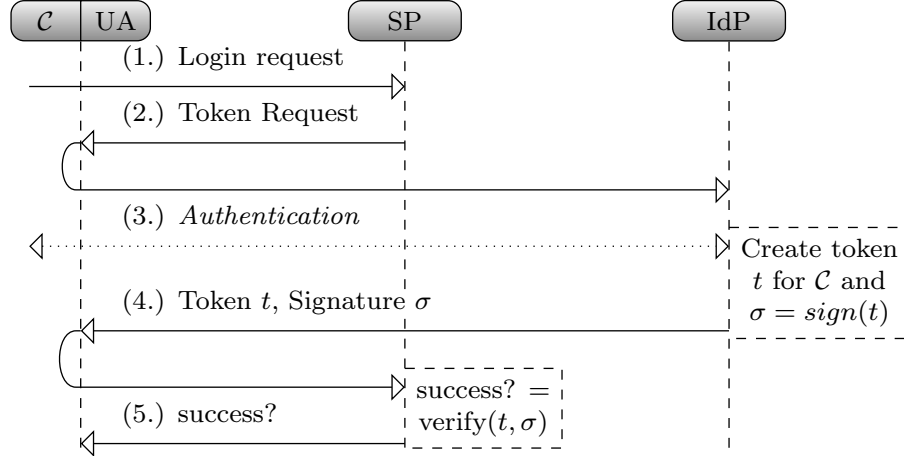 𝒞 UA SP IdP
(1.) Login request
(2.) Token Request
(3.) Authentication
Create token
t for 𝒞 and
σ = sign(t)
(4.) Token t, Signature σ
success? =
verify(t, σ)
(5.) success?